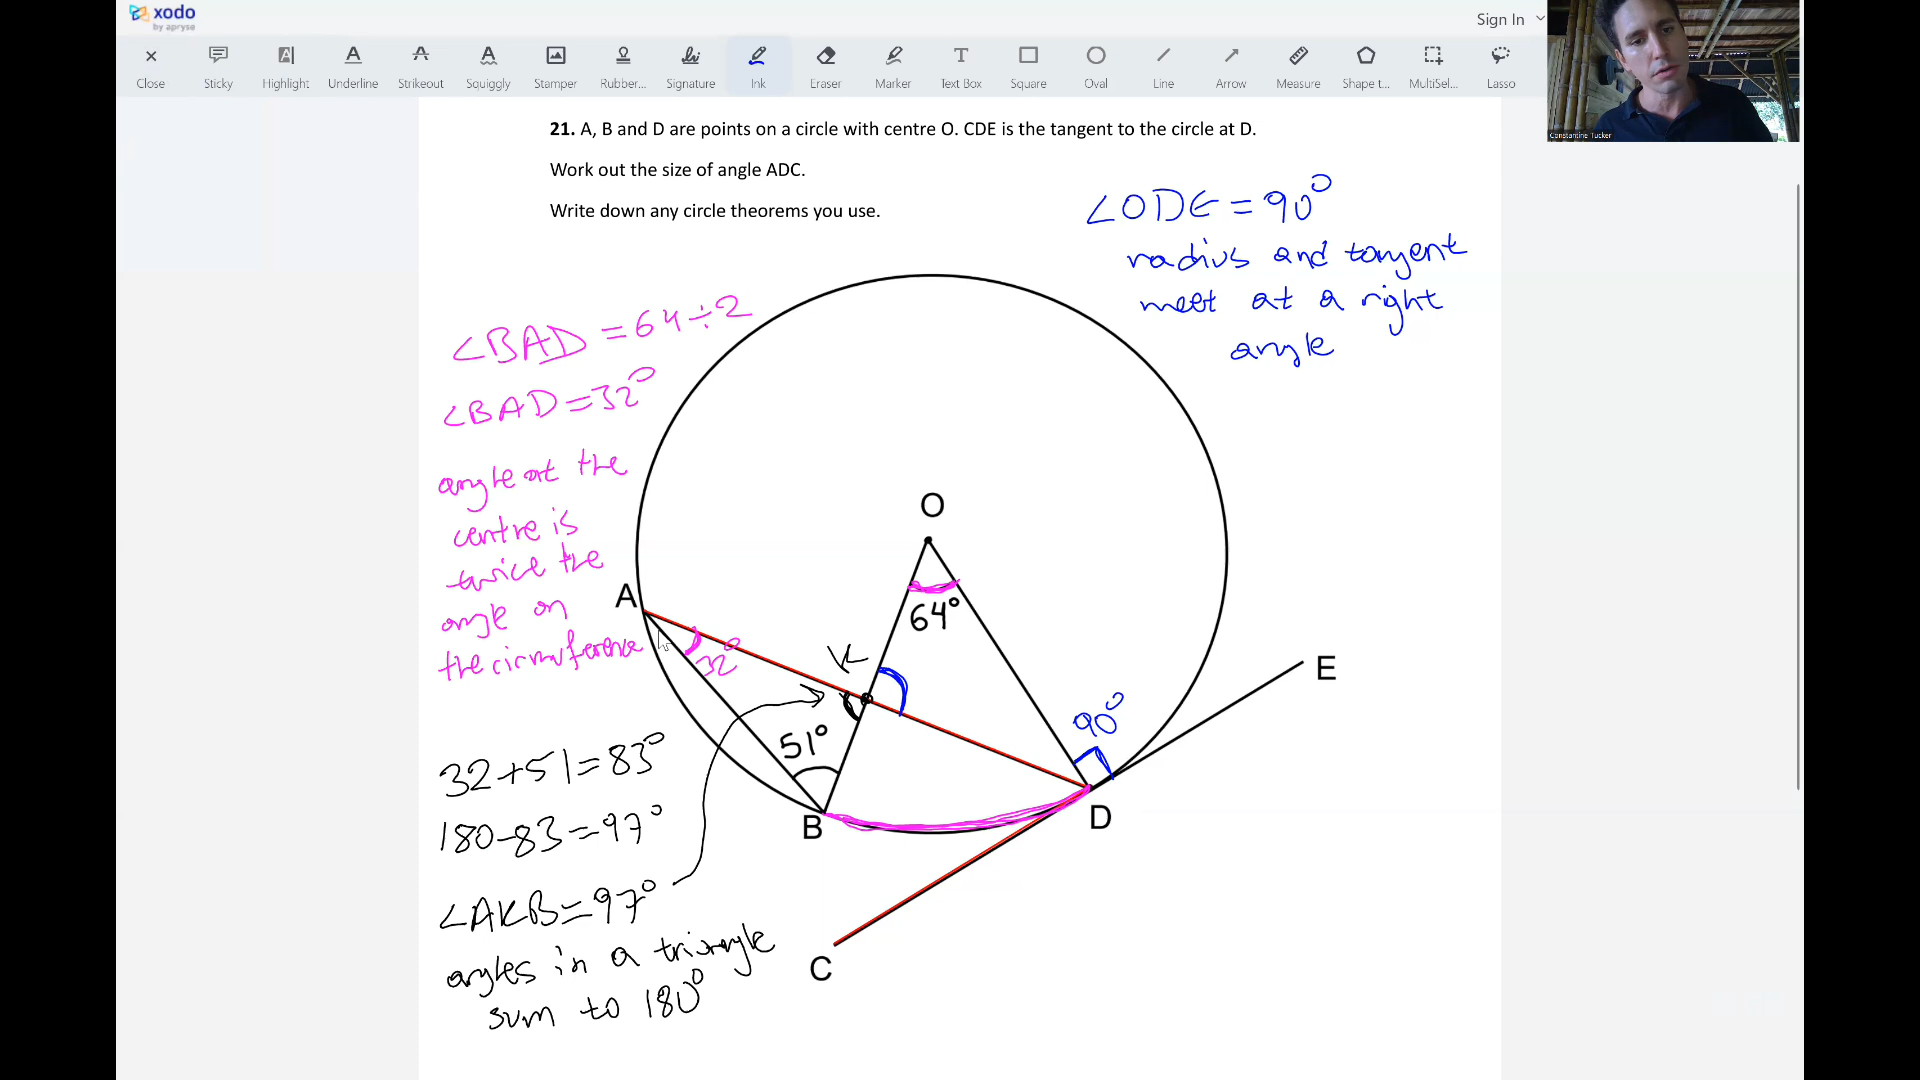 xodo
by apryse
Sign In
Close
Sticky
Highlight
Underline
Strikeout
Squiggly
Stamper
Rubber...
Signature
Ink
Eraser
Marker
Text Box
Square
Oval
Line
Arrow
Measure
Shape t...
MultiSel...
Lasso
Constantine Tucker
21. A, B and D are points on a circle with centre O. CDE is the tangent to the circle at D.
Work out the size of angle ADC.
Write down any circle theorems you use.
∠ODE = 90°
radius and tangent
meet at a right
angle
∠BAD = 64÷2
∠BAD = 32°
angle at the
centre is
twice the
angle on
the circumference
32+51=83°
180-83=97°
∠AKB=97°
angles in a triangle
sum to 180°
O
64°
A
32°
K
E
90°
51°
B
D
C